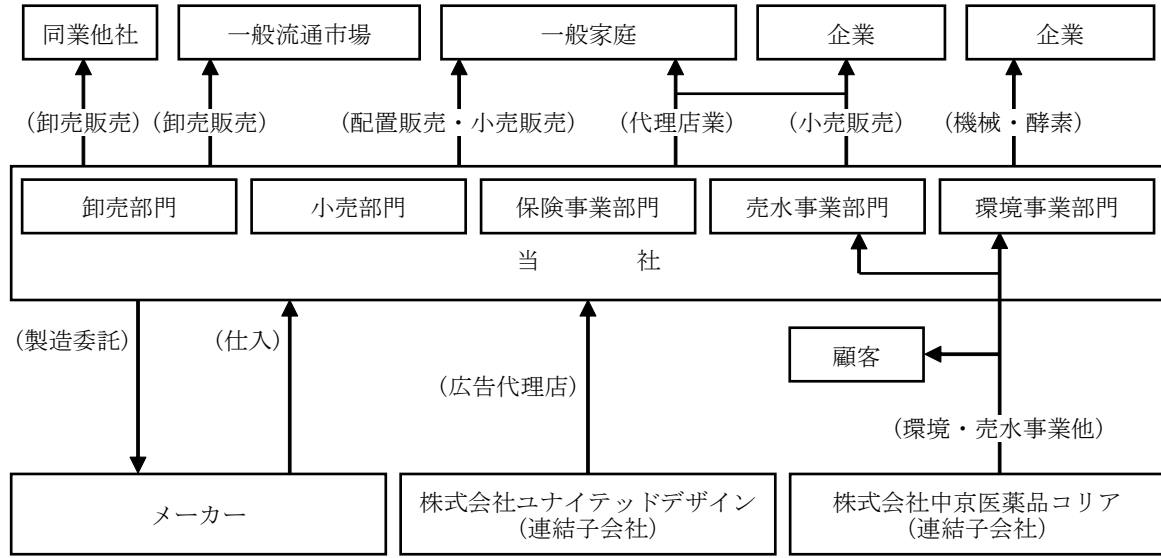 同業他社
一般流通市場
一般家庭
企業
企業
(卸売販売)
(卸売販売)
(配置販売・小売販売)
(代理店業)
(小売販売)
(機械・酵素)
卸売部門
小売部門
保険事業部門
売水事業部門
環境事業部門
当社
(製造委託)
(仕入)
(広告代理店)
顧客
(環境・売水事業他)
メーカー
株式会社ユナイテッドデザイン
(連結子会社)
株式会社中京医薬品コリア
(連結子会社)